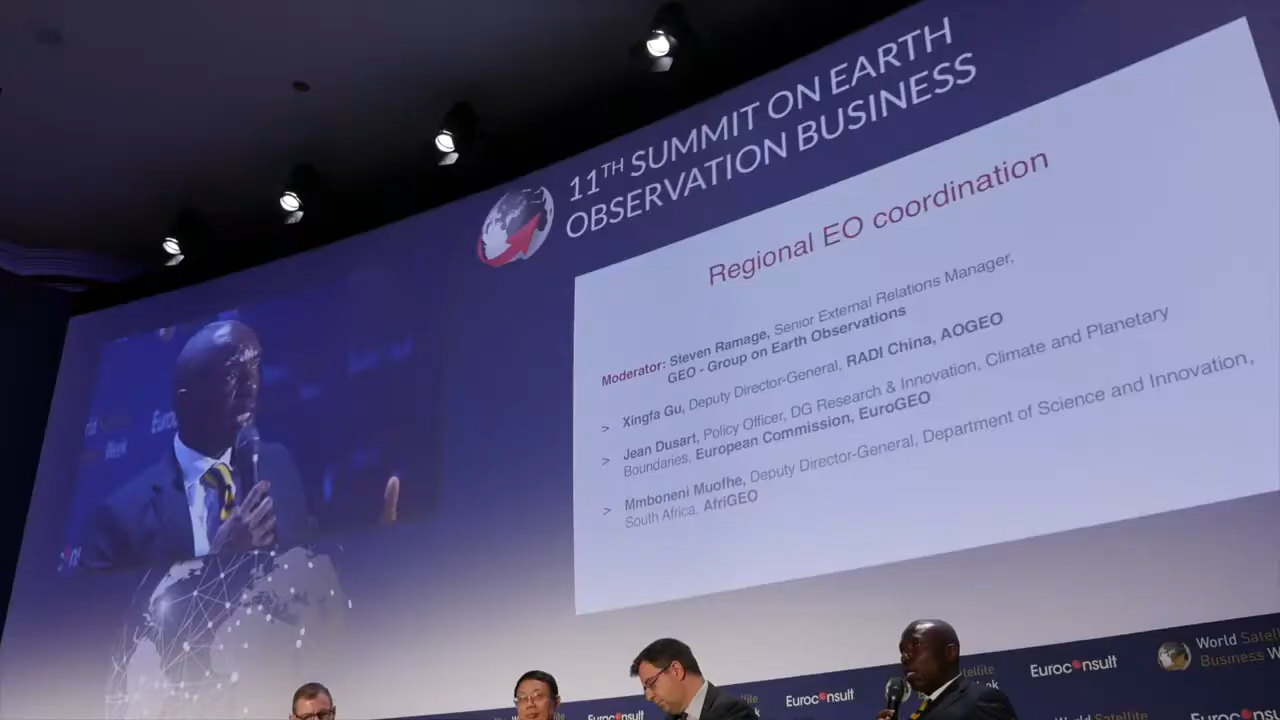 11TH SUMMIT ON EARTH
OBSERVATION BUSINESS
Regional EO coordination
Moderator: Steven Ramage, Senior External Relations Manager,
GEO - Group on Earth Observations
> Xingfa Gu, Deputy Director-General, RADI China, AOGEO
> Jean Dusart, Policy Officer, DG Research & Innovation, Climate and Planetary
Boundaries, European Commission, EuroGEO
> Mmboneni Muofhe, Deputy Director-General, Department of Science and Innovation,
South Africa, AfriGEO
Week
World Satell
Business W
Euroconsult
Euroconsult
Euroconsult
World Satellite